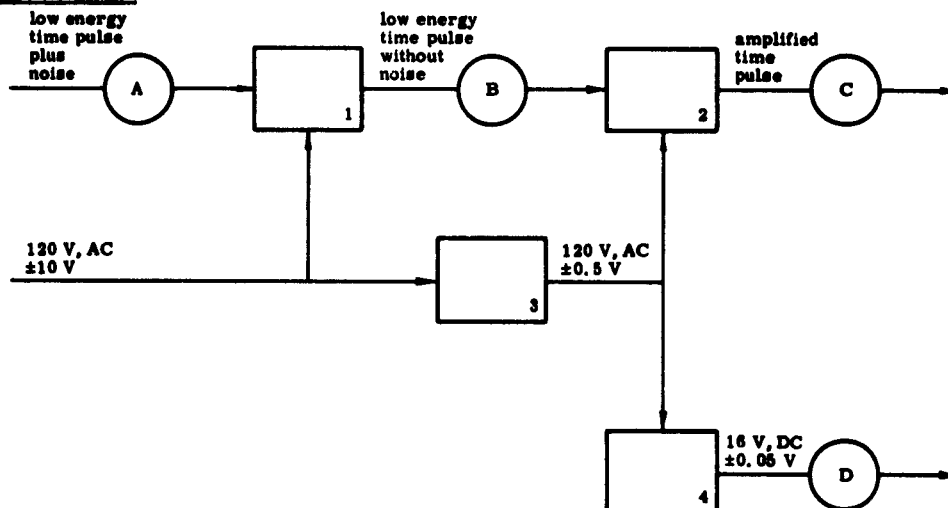 low energy
time pulse
plus
noise
A
1
low energy
time pulse
without
noise
B
2
amplified
time
pulse
C
120 V, AC
±10 V
3
120 V, AC
±0.5 V
4
16 V, DC
±0.05 V
D